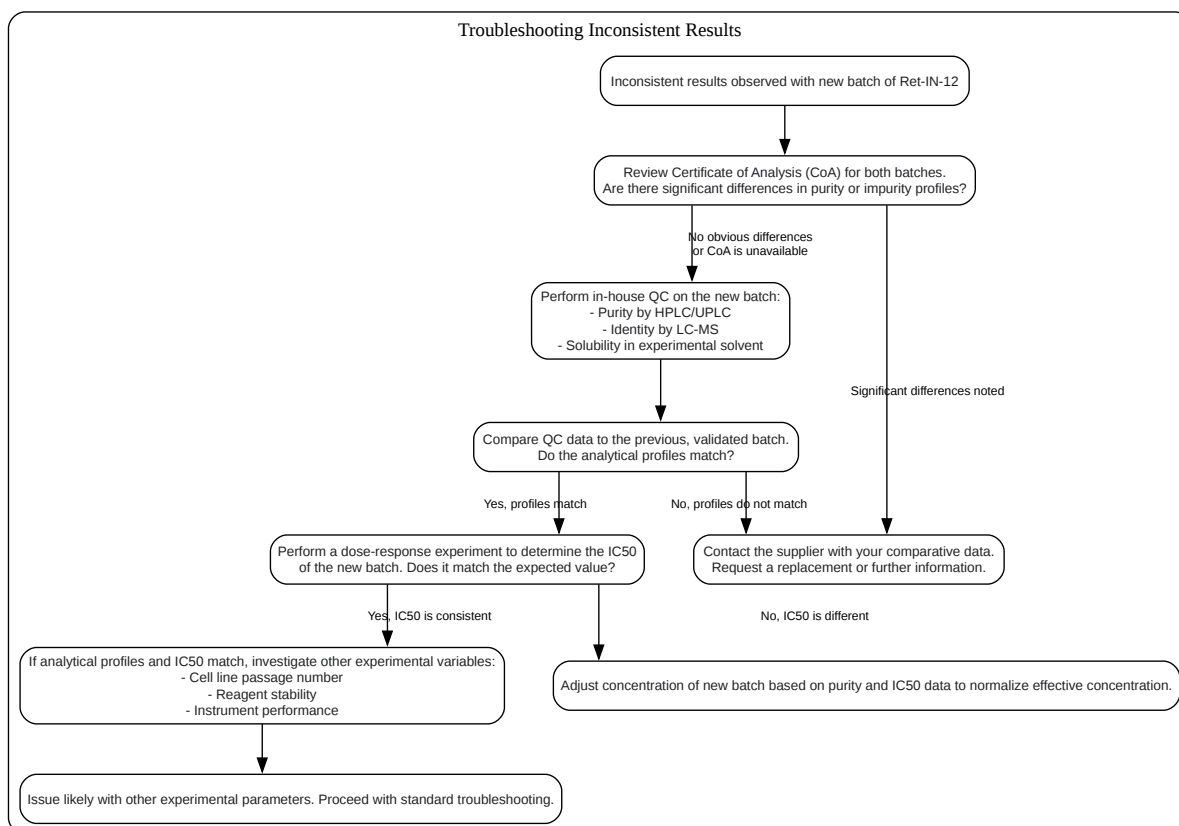 Troubleshooting Inconsistent Results
Inconsistent results observed with new batch of Ret-IN-12
Review Certificate of Analysis (CoA) for both batches.
Are there significant differences in purity or impurity profiles?
No obvious differences
or CoA is unavailable
Perform in-house QC on the new batch:
- Purity by HPLC/UPLC
- Identity by LC-MS
- Solubility in experimental solvent
Significant differences noted
Compare QC data to the previous, validated batch.
Do the analytical profiles match?
Yes, profiles match
No, profiles do not match
Perform a dose-response experiment to determine the IC50
of the new batch. Does it match the expected value?
Contact the supplier with your comparative data.
Request a replacement or further information.
Yes, IC50 is consistent
No, IC50 is different
If analytical profiles and IC50 match, investigate other experimental variables:
- Cell line passage number
- Reagent stability
- Instrument performance
Adjust concentration of new batch based on purity and IC50 data to normalize effective concentration.
Issue likely with other experimental parameters. Proceed with standard troubleshooting.